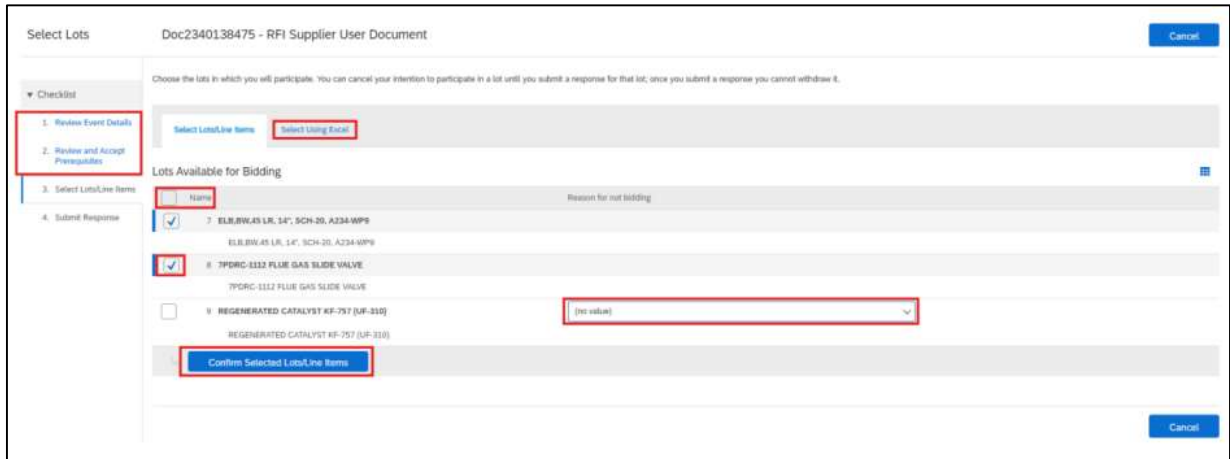 Select Lots
Doc2340138475 - RFI Supplier User Document
Cancel
Choose the lots in which you will participate. You can cancel your intention to participate in a lot until you submit a response for that lot; once you submit a response you cannot withdraw it.
▼ Checklist
1. Review Event Details
2. Review and Accept
Prerequisites
3. Select Lots/Line Items
4. Submit Response
Select Lots/Line Items
Select Using Excel
Lots Available for Bidding
Name
Reason for not bidding
7 ELB,BW,45 LR, 14", SCH-20, A234-WP9
ELB,BW,45 LR, 14", SCH-20, A234-WP9
8 7PDRC-1112 FLUE GAS SLIDE VALVE
7PDRC-1112 FLUE GAS SLIDE VALVE
9 REGENERATED CATALYST KF-757 (UF-310)
(no value)
REGENERATED CATALYST KF-757 (UF-310)
Confirm Selected Lots/Line Items
Cancel